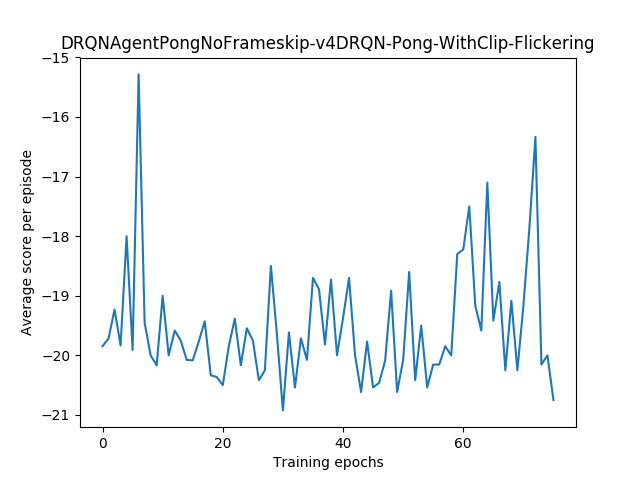 DRQNAgentPongNoFrameskip-v4DRQN-Pong-WithClip-Flickering
−15
−16
−17
−18
−19
−20
−21
Average score per episode
0 20 40 60
Training epochs